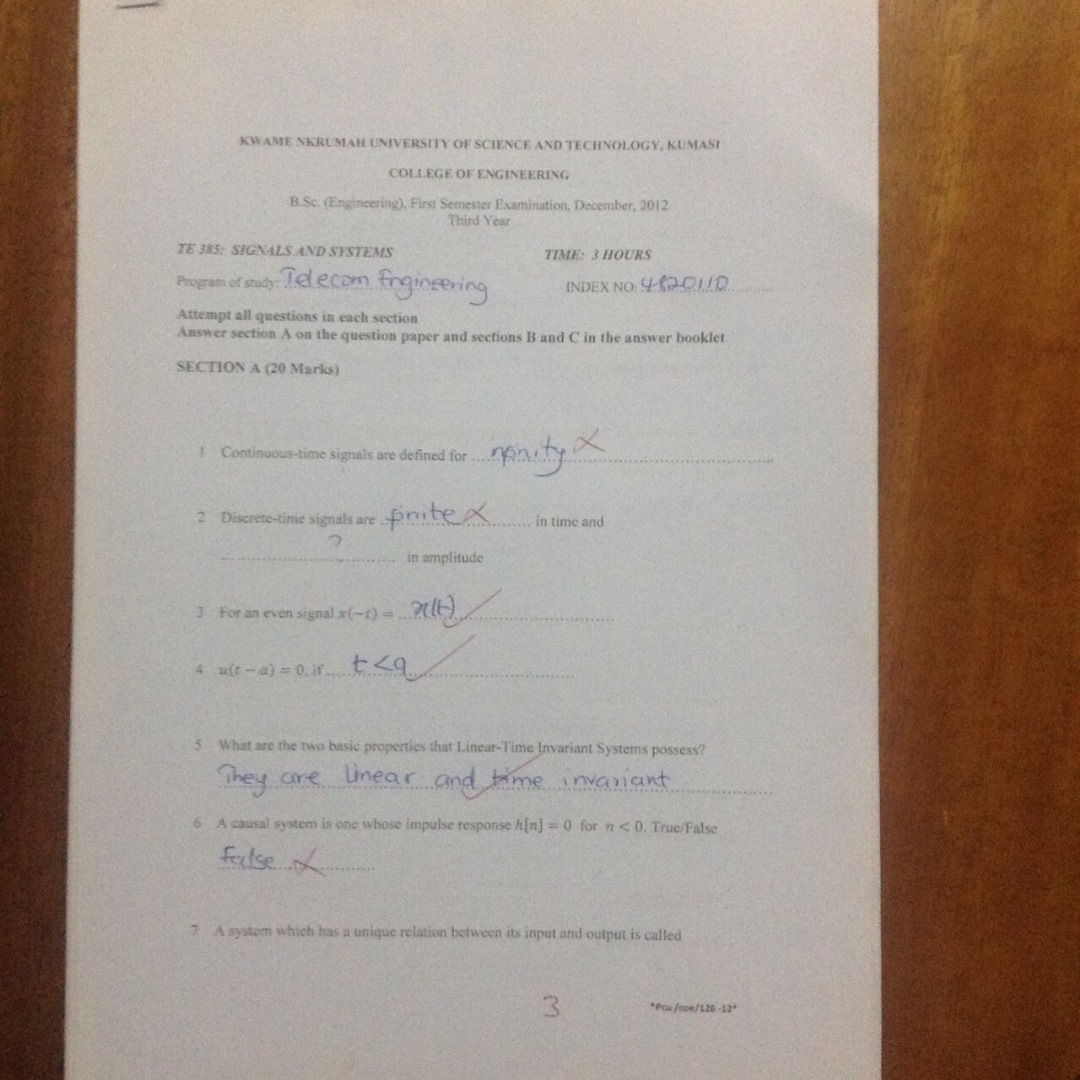 KWAME NKRUMAH UNIVERSITY OF SCIENCE AND TECHNOLOGY, KUMASI
COLLEGE OF ENGINEERING
B.Sc. (Engineering), First Semester Examination, December, 2012
Third Year
TE 385: SIGNALS AND SYSTEMS TIME: 3 HOURS
Program of study: Telecom Engineering INDEX NO: 4820110
Attempt all questions in each section
Answer section A on the question paper and sections B and C in the answer booklet
SECTION A (20 Marks)
1 Continuous-time signals are defined for infinity
2 Discrete-time signals are finite in time and
? in amplitude
3 For an even signal x(−t) = x(t)
4 u(t − a) = 0, if t < a
5 What are the two basic properties that Linear-Time Invariant Systems possess?
They are linear and time invariant
6 A causal system is one whose impulse response h[n] = 0 for n < 0. True/False
false
7 A system which has a unique relation between its input and output is called
3 *Pcu/coe/126-12*